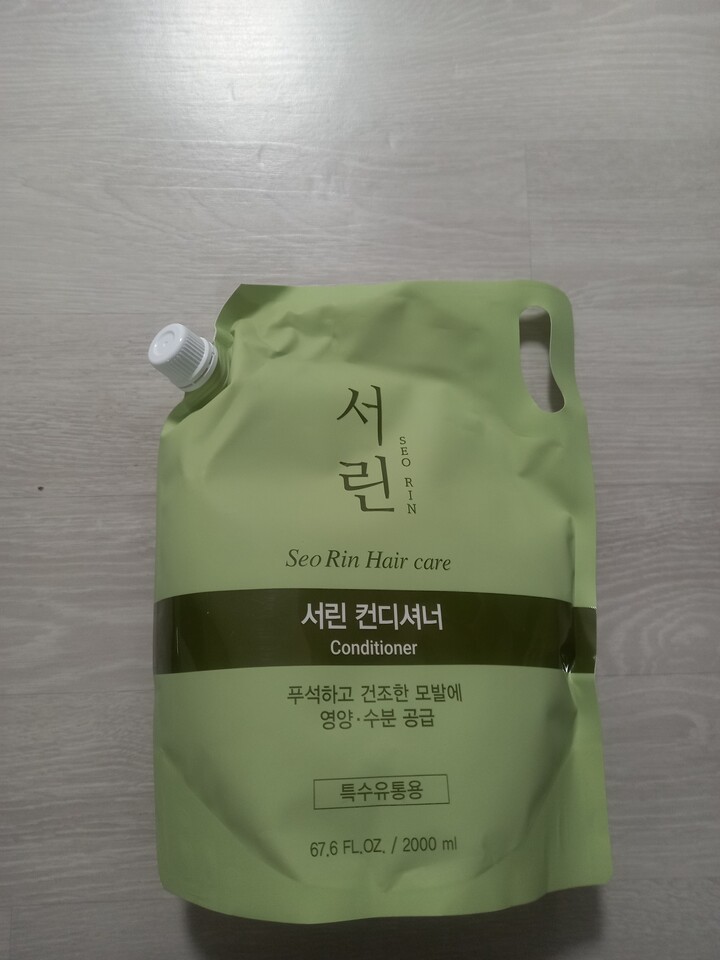 서린
SEO RIN
Seo Rin Hair care
서린 컨디셔너
Conditioner
푸석하고 건조한 모발에
영양·수분 공급
특수유통용
67.6 FL.OZ. / 2000 ml